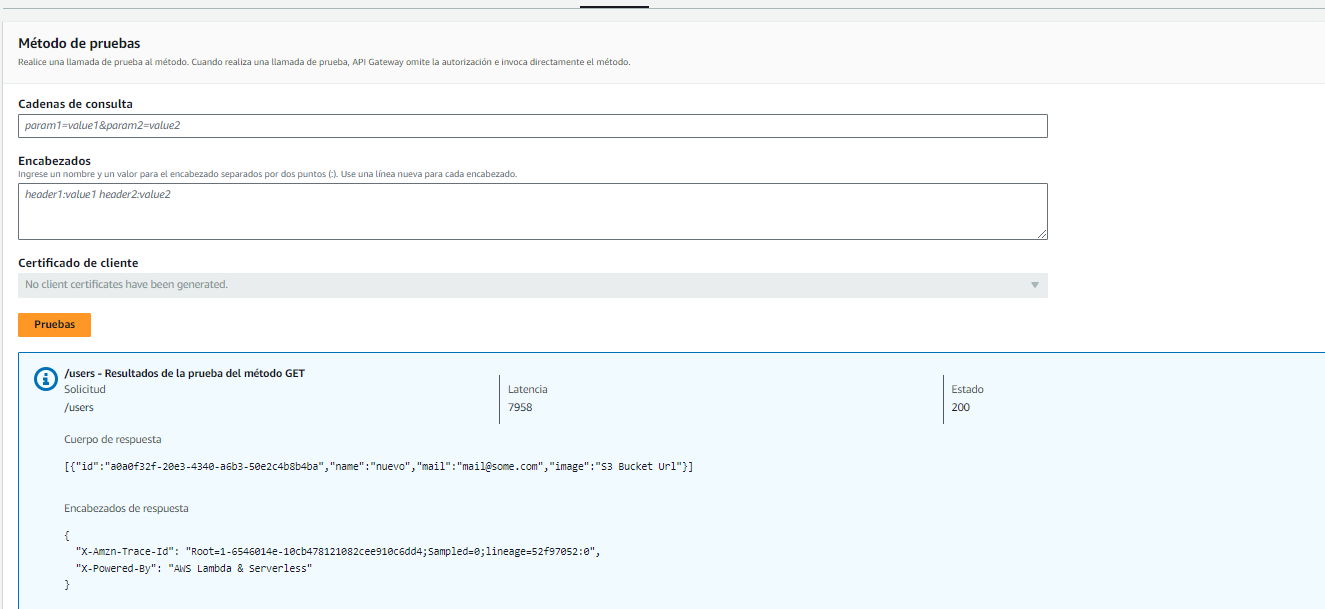 Método de pruebas
Realice una llamada de prueba al método. Cuando realiza una llamada de prueba, API Gateway omite la autorización e invoca directamente el método.
Cadenas de consulta
param1=value1&param2=value2
Encabezados
Ingrese un nombre y un valor para el encabezado separados por dos puntos (:). Use una línea nueva para cada encabezado.
header1:value1 header2:value2
Certificado de cliente
No client certificates have been generated.
Pruebas
/users - Resultados de la prueba del método GET
Solicitud
/users
Latencia
7958
Estado
200
Cuerpo de respuesta
[{"id":"a0a0f32f-20e3-4340-a6b3-50e2c4b8b4ba","name":"nuevo","mail":"mail@some.com","image":"S3 Bucket Url"}]
Encabezados de respuesta
{
  "X-Amzn-Trace-Id": "Root=1-6546014e-10cb478121082cee910c6dd4;Sampled=0;lineage=52f97052:0",
  "X-Powered-By": "AWS Lambda & Serverless"
}